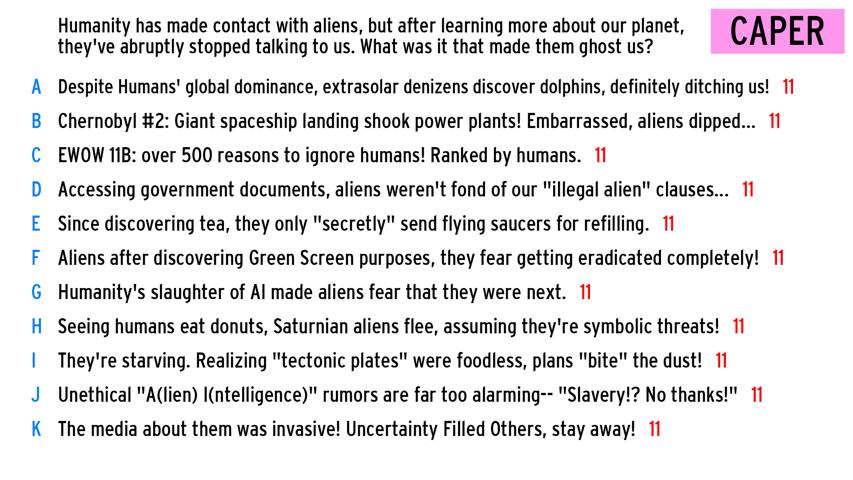 Humanity has made contact with aliens, but after learning more about our planet,
they've abruptly stopped talking to us. What was it that made them ghost us?
CAPER
A Despite Humans' global dominance, extrasolar denizens discover dolphins, definitely ditching us! 11
B Chernobyl #2: Giant spaceship landing shook power plants! Embarrassed, aliens dipped... 11
C EWOW 11B: over 500 reasons to ignore humans! Ranked by humans. 11
D Accessing government documents, aliens weren't fond of our "illegal alien" clauses... 11
E Since discovering tea, they only "secretly" send flying saucers for refilling. 11
F Aliens after discovering Green Screen purposes, they fear getting eradicated completely! 11
G Humanity's slaughter of AI made aliens fear that they were next. 11
H Seeing humans eat donuts, Saturnian aliens flee, assuming they're symbolic threats! 11
I They're starving. Realizing "tectonic plates" were foodless, plans "bite" the dust! 11
J Unethical "A(lien) I(ntelligence)" rumors are far too alarming-- "Slavery!? No thanks!" 11
K The media about them was invasive! Uncertainty Filled Others, stay away! 11